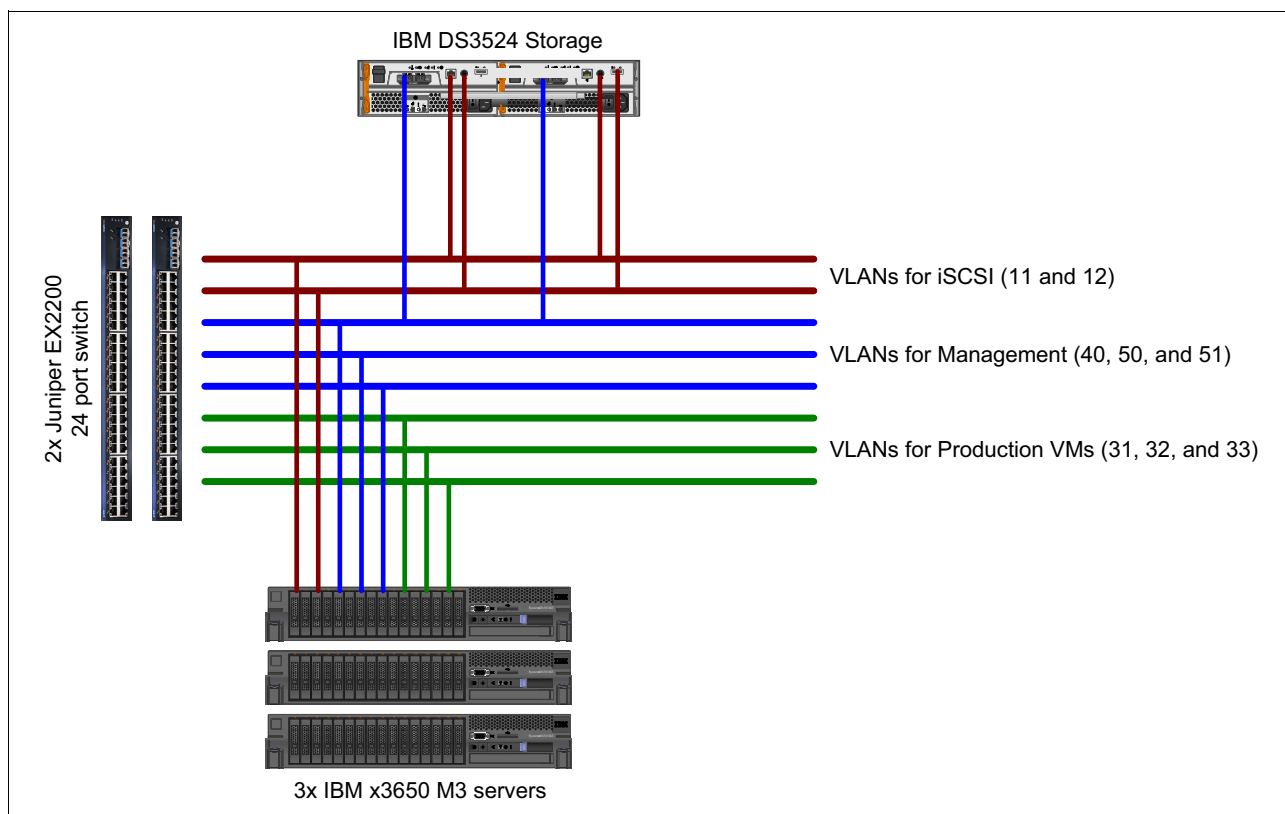 IBM DS3524 Storage
2x Juniper EX2200
24 port switch
VLANs for iSCSI (11 and 12)
VLANs for Management (40, 50, and 51)
VLANs for Production VMs (31, 32, and 33)
3x IBM x3650 M3 servers